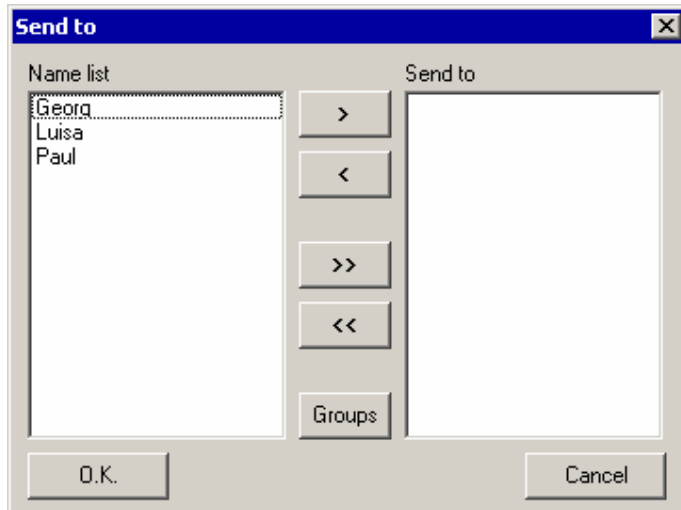 Send to
Name list
Send to
Georg
Luisa
Paul
>
<
>>
<<
Groups
O.K.
Cancel